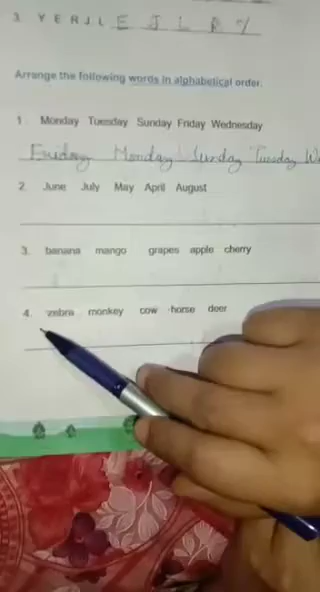 3. Y E R J L E J L R Y
Arrange the following words in alphabetical order.
1. Monday Tuesday Sunday Friday Wednesday
Friday Monday Sunday Tuesday We
2. June July May April August
3. banana mango grapes apple cherry
4. zebra monkey cow horse deer